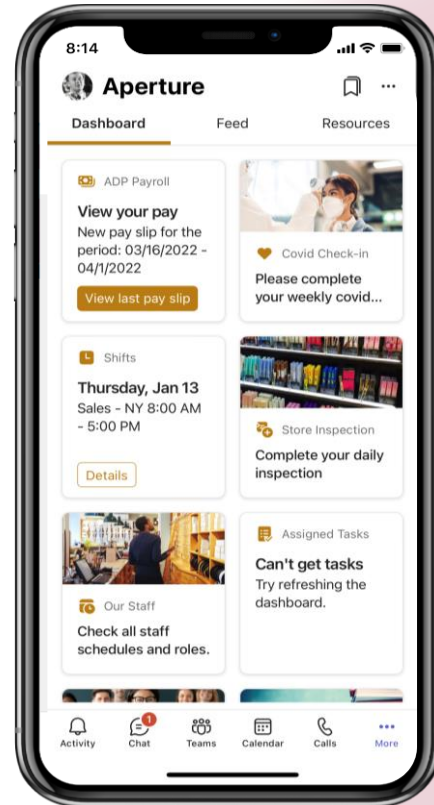 8:14
Aperture
Dashboard
Feed
Resources
ADP Payroll
View your pay
New pay slip for the
period: 03/16/2022 -
04/1/2022
View last pay slip
Covid Check-in
Please complete
your weekly covid...
Shifts
Thursday, Jan 13
Sales - NY 8:00 AM
- 5:00 PM
Details
Store Inspection
Complete your daily
inspection
Our Staff
Check all staff
schedules and roles.
Assigned Tasks
Can't get tasks
Try refreshing the
dashboard.
1
Activity
Chat
Teams
Calendar
Calls
More